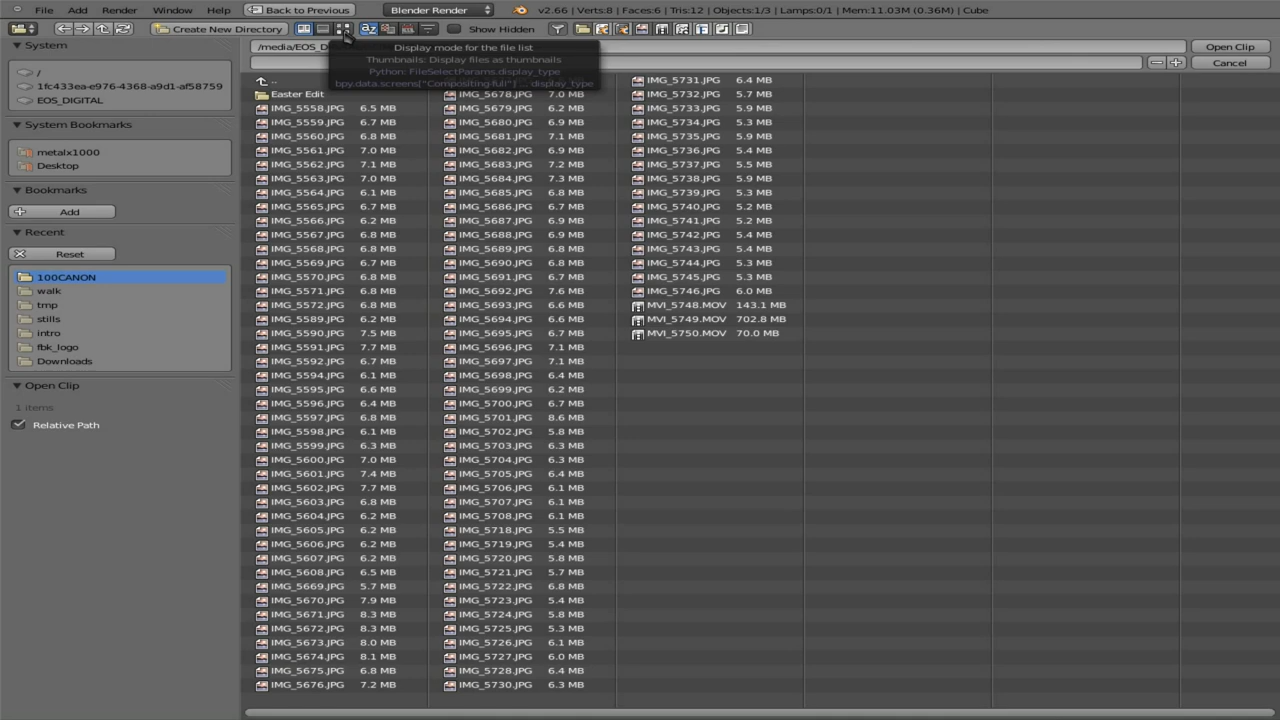 File Add Render Window Help Back to Previous Blender Render v2.66 | Verts:8 | Faces:6 | Tris:12 | Objects:1/3 | Lamps:0/1 | Mem:11.03M (0.36M) | Cube
Create New Directory Show Hidden
System
/
1fc433ea-e976-4368-a9d1-af58759
EOS_DIGITAL
System Bookmarks
metalx1000
Desktop
Bookmarks
Add
Recent
Reset
100CANON
walk
tmp
stills
intro
fbk_logo
Downloads
Open Clip
1 items
Relative Path
/media/EOS_D
Open Clip
Cancel
Display mode for the file list
Thumbnails: Display files as thumbnails
Python: FileSelectParams.display_type
bpy.data.screens["Compositing-full"] ... display_type
..
Easter Edit
IMG_5558.JPG 6.5 MB
IMG_5559.JPG 6.7 MB
IMG_5560.JPG 6.8 MB
IMG_5561.JPG 7.0 MB
IMG_5562.JPG 7.1 MB
IMG_5563.JPG 7.0 MB
IMG_5564.JPG 6.1 MB
IMG_5565.JPG 6.7 MB
IMG_5566.JPG 6.2 MB
IMG_5567.JPG 6.8 MB
IMG_5568.JPG 6.8 MB
IMG_5569.JPG 6.7 MB
IMG_5570.JPG 6.8 MB
IMG_5571.JPG 6.8 MB
IMG_5572.JPG 6.8 MB
IMG_5589.JPG 6.2 MB
IMG_5590.JPG 7.5 MB
IMG_5591.JPG 7.7 MB
IMG_5592.JPG 6.7 MB
IMG_5594.JPG 6.1 MB
IMG_5595.JPG 6.6 MB
IMG_5596.JPG 6.4 MB
IMG_5597.JPG 6.8 MB
IMG_5598.JPG 6.1 MB
IMG_5599.JPG 6.3 MB
IMG_5600.JPG 7.0 MB
IMG_5601.JPG 7.4 MB
IMG_5602.JPG 7.7 MB
IMG_5603.JPG 6.8 MB
IMG_5604.JPG 6.2 MB
IMG_5605.JPG 6.2 MB
IMG_5606.JPG 6.2 MB
IMG_5607.JPG 6.2 MB
IMG_5608.JPG 6.5 MB
IMG_5669.JPG 5.7 MB
IMG_5670.JPG 7.9 MB
IMG_5671.JPG 8.3 MB
IMG_5672.JPG 8.3 MB
IMG_5673.JPG 8.0 MB
IMG_5674.JPG 8.1 MB
IMG_5675.JPG 6.8 MB
IMG_5676.JPG 7.2 MB
IMG_5678.JPG 7.0 MB
IMG_5679.JPG 6.2 MB
IMG_5680.JPG 6.9 MB
IMG_5681.JPG 7.1 MB
IMG_5682.JPG 6.9 MB
IMG_5683.JPG 7.2 MB
IMG_5684.JPG 7.3 MB
IMG_5685.JPG 6.8 MB
IMG_5686.JPG 6.7 MB
IMG_5687.JPG 6.9 MB
IMG_5688.JPG 6.9 MB
IMG_5689.JPG 6.8 MB
IMG_5690.JPG 6.8 MB
IMG_5691.JPG 6.7 MB
IMG_5692.JPG 7.6 MB
IMG_5693.JPG 6.6 MB
IMG_5694.JPG 6.6 MB
IMG_5695.JPG 6.7 MB
IMG_5696.JPG 7.1 MB
IMG_5697.JPG 7.1 MB
IMG_5698.JPG 6.4 MB
IMG_5699.JPG 6.2 MB
IMG_5700.JPG 6.7 MB
IMG_5701.JPG 8.6 MB
IMG_5702.JPG 5.8 MB
IMG_5703.JPG 6.3 MB
IMG_5704.JPG 6.3 MB
IMG_5705.JPG 6.4 MB
IMG_5706.JPG 6.1 MB
IMG_5707.JPG 6.1 MB
IMG_5708.JPG 6.1 MB
IMG_5718.JPG 5.5 MB
IMG_5719.JPG 5.4 MB
IMG_5720.JPG 5.8 MB
IMG_5721.JPG 5.7 MB
IMG_5722.JPG 6.8 MB
IMG_5723.JPG 5.4 MB
IMG_5724.JPG 5.8 MB
IMG_5725.JPG 5.3 MB
IMG_5726.JPG 6.1 MB
IMG_5727.JPG 6.0 MB
IMG_5728.JPG 6.4 MB
IMG_5730.JPG 6.3 MB
IMG_5731.JPG 6.4 MB
IMG_5732.JPG 5.7 MB
IMG_5733.JPG 5.9 MB
IMG_5734.JPG 5.3 MB
IMG_5735.JPG 5.9 MB
IMG_5736.JPG 5.4 MB
IMG_5737.JPG 5.5 MB
IMG_5738.JPG 5.9 MB
IMG_5739.JPG 5.3 MB
IMG_5740.JPG 5.2 MB
IMG_5741.JPG 5.2 MB
IMG_5742.JPG 5.4 MB
IMG_5743.JPG 5.4 MB
IMG_5744.JPG 5.3 MB
IMG_5745.JPG 5.3 MB
IMG_5746.JPG 6.0 MB
MVI_5748.MOV 143.1 MB
MVI_5749.MOV 702.8 MB
MVI_5750.MOV 70.0 MB